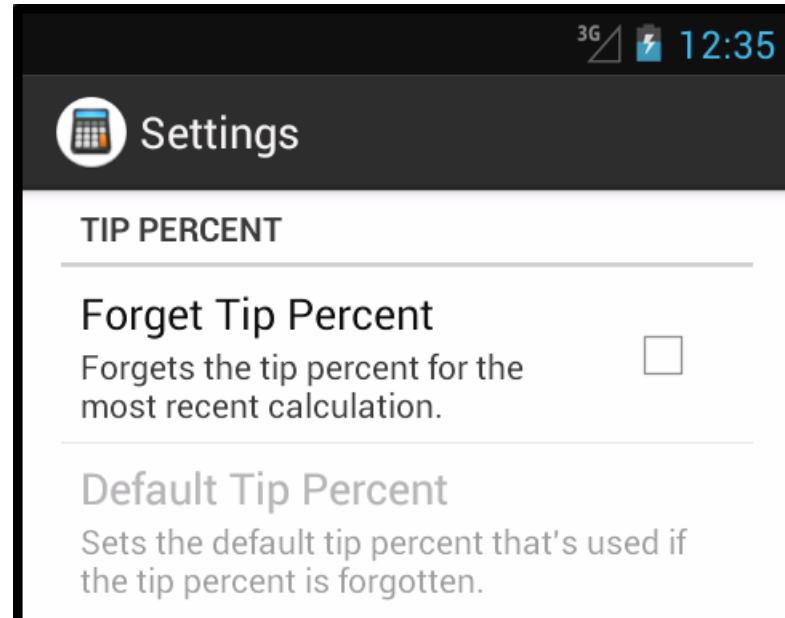 3G 12:35
Settings
TIP PERCENT
Forget Tip Percent
Forgets the tip percent for the
most recent calculation.
Default Tip Percent
Sets the default tip percent that's used if
the tip percent is forgotten.